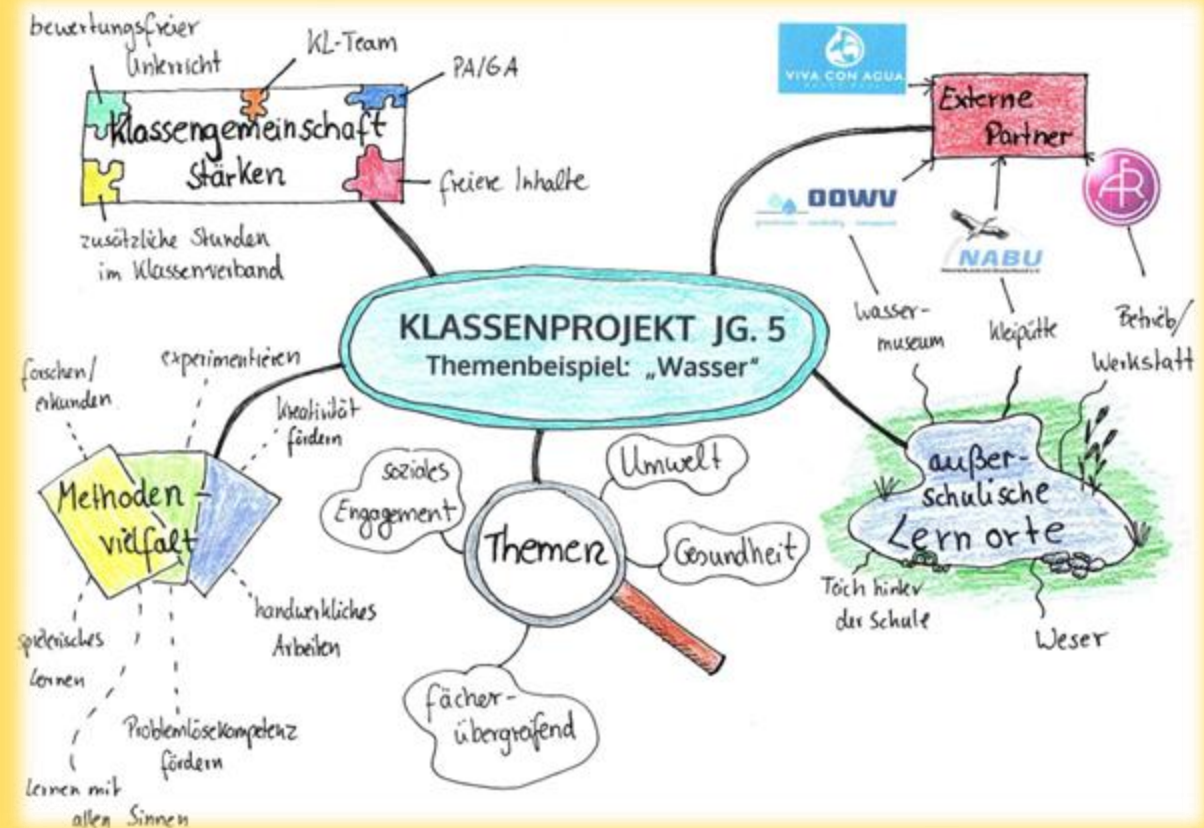 bewertungsfreier
Unterricht
KL-Team
PA/GA
Klassengemeinschaft
stärken
freiere Inhalte
zusätzliche Stunden
im Klassenverband
VIVA CON AGUA
Externe
Partner
OOWV
NABU
Wasser-
museum
Kleipütte
Betrieb/
Werkstatt
KLASSENPROJEKT JG. 5
Themenbeispiel: „Wasser“
forschen/
erkunden
experimentieren
Kreativität
fördern
Methoden-
vielfalt
spielerisches
Lernen
Lernen mit
allen Sinnen
Problemlösekompetenz
fördern
handwerkliches
Arbeiten
soziales
Engagement
Umwelt
Themen
Gesundheit
fächer-
übergreifend
außer-
schulische
Lernorte
Teich hinter
der Schule
Weser